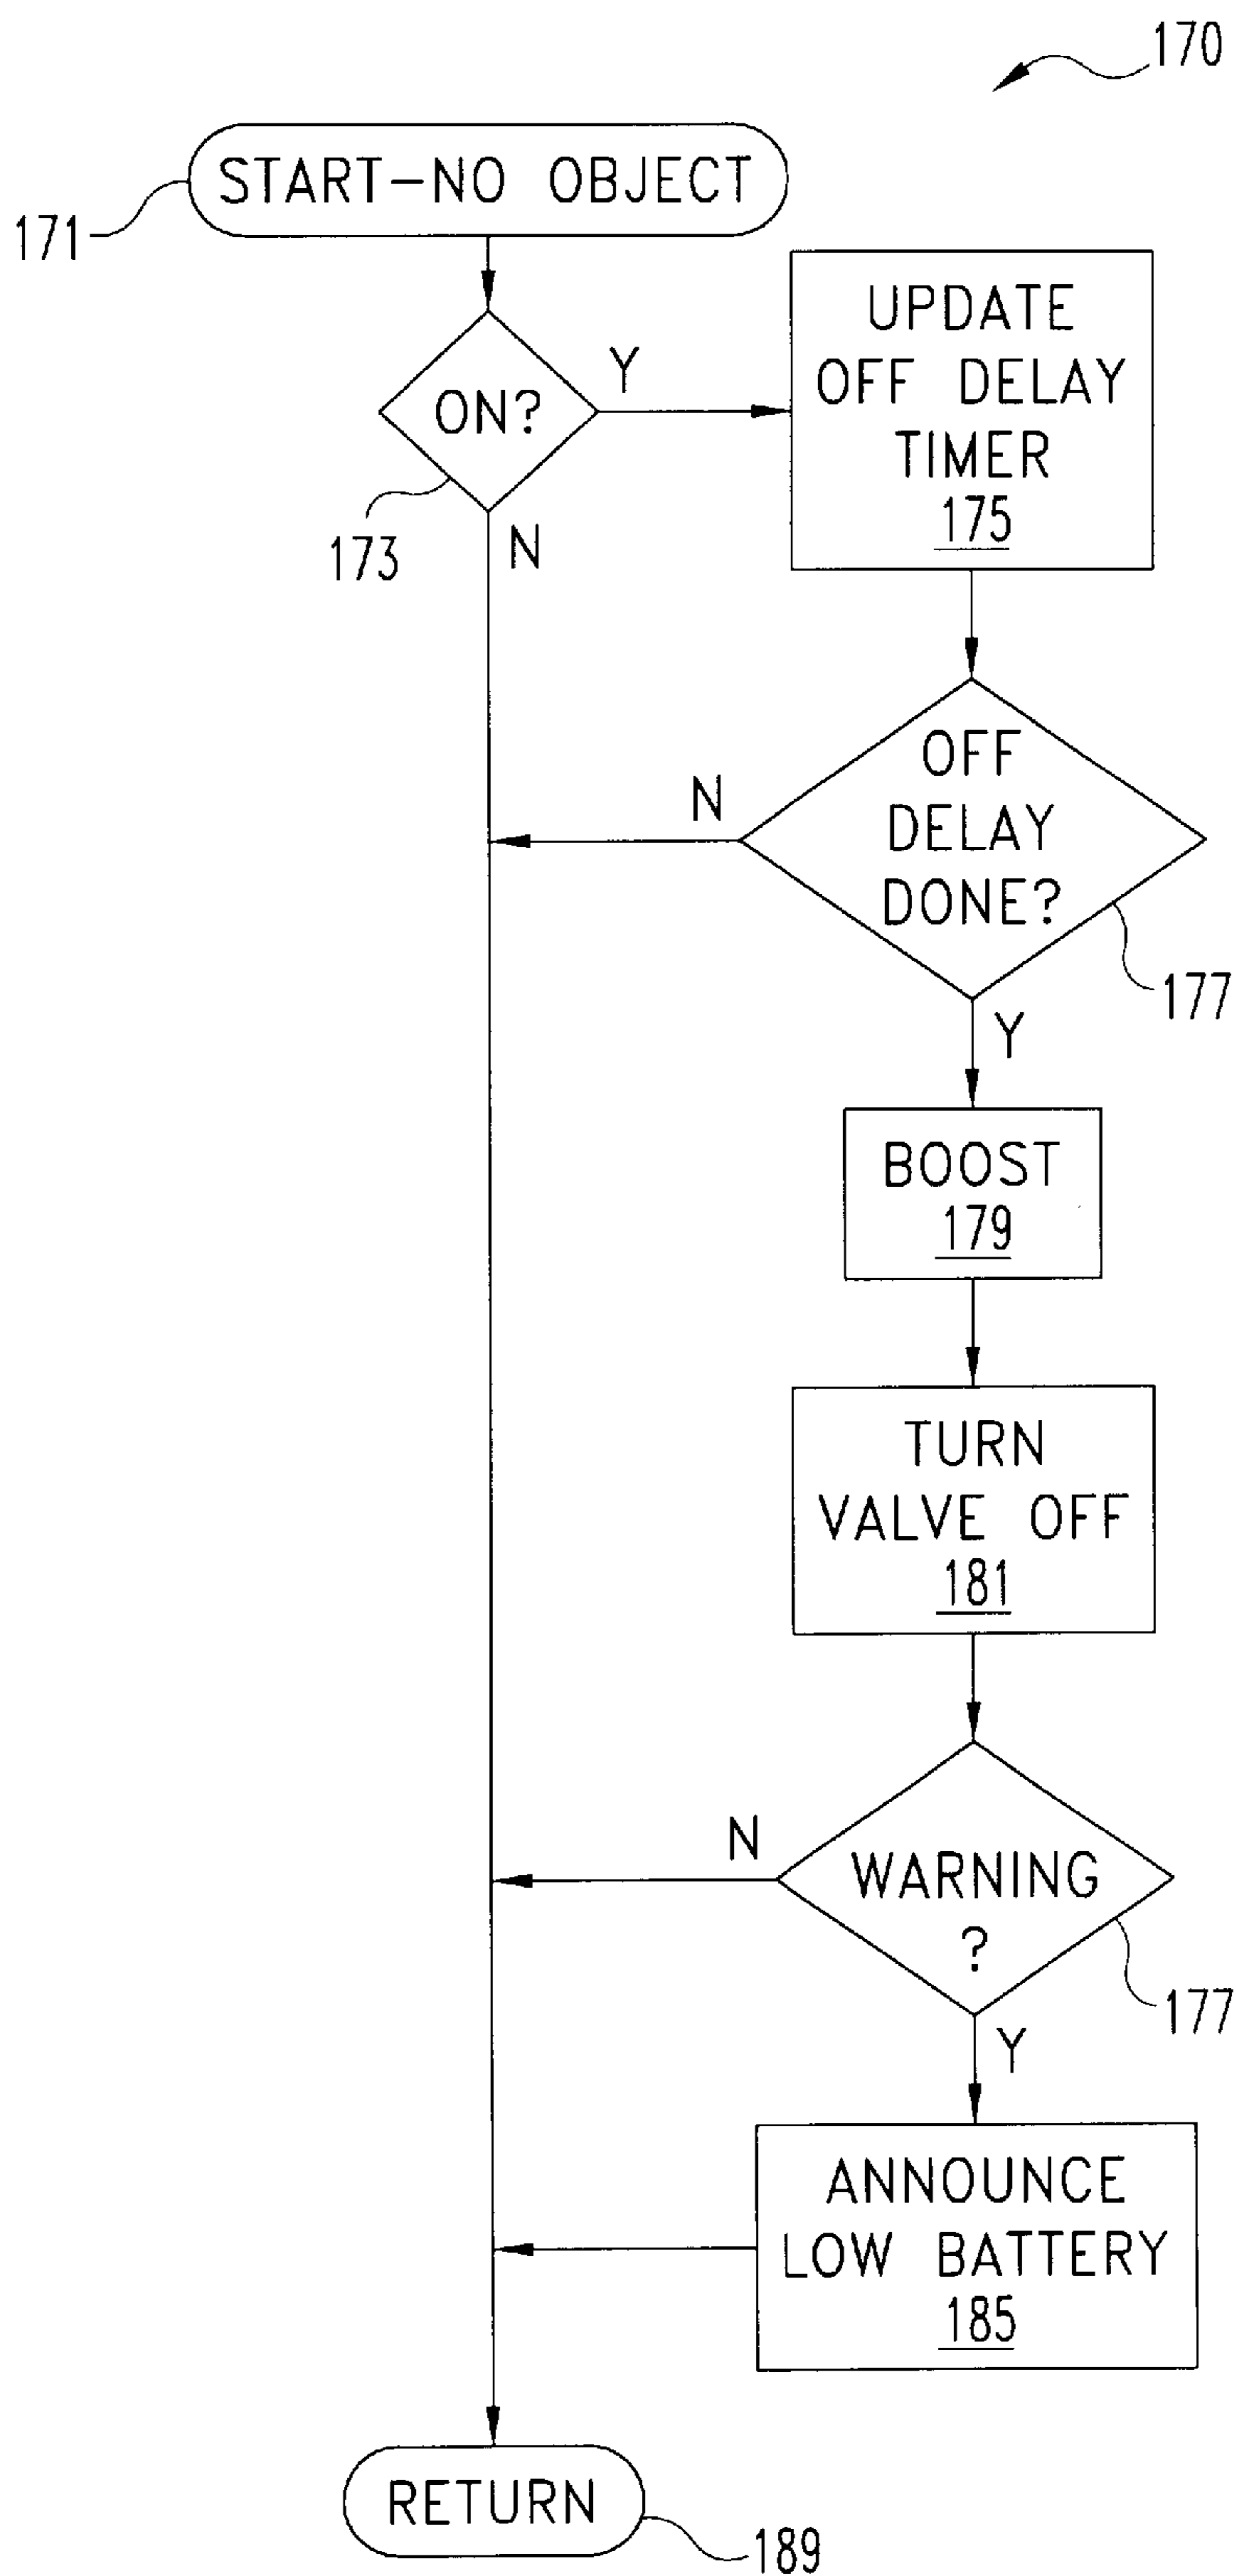 170
START-NO OBJECT
171
ON?
Y
N
173
UPDATE
OFF DELAY
TIMER
175
OFF
DELAY
DONE?
N
177
Y
BOOST
179
TURN
VALVE OFF
181
WARNING
?
N
177
Y
ANNOUNCE
LOW BATTERY
185
RETURN
189